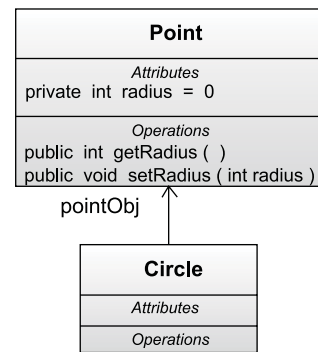 Point
Attributes
private int radius = 0
Operations
public int getRadius ( )
public void setRadius ( int radius )
pointObj
Circle
Attributes
Operations